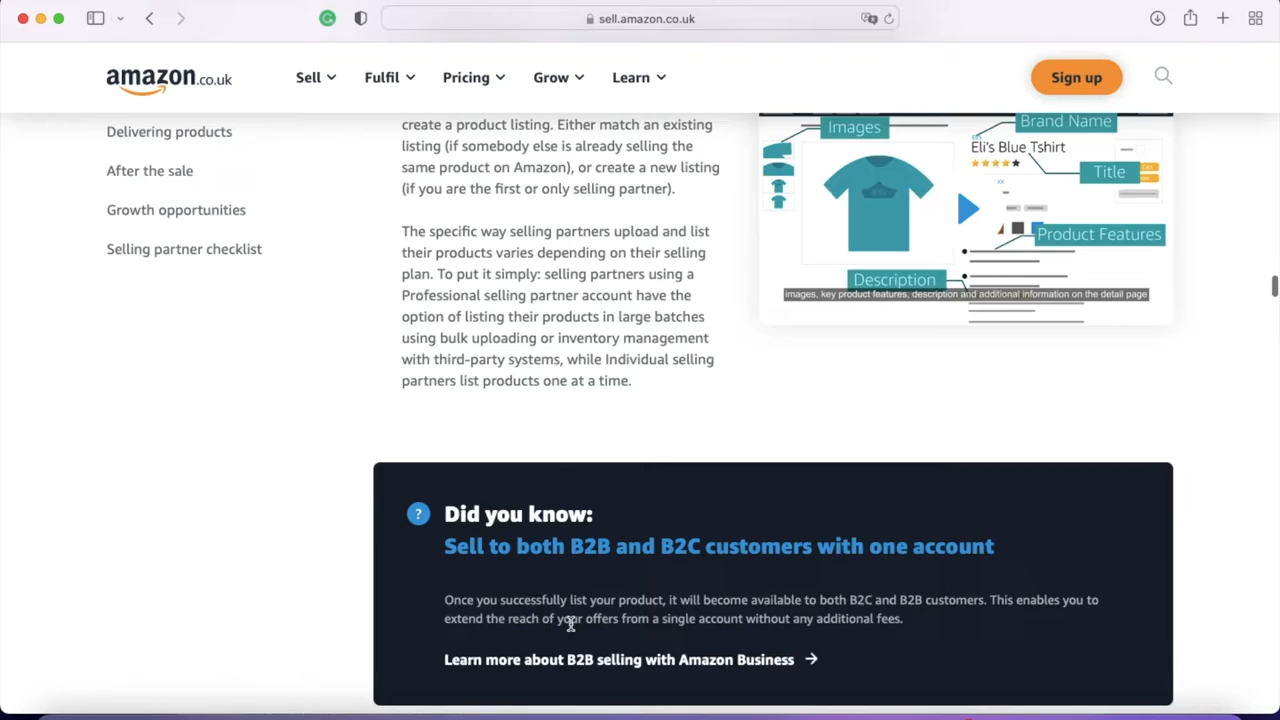 sell.amazon.co.uk
amazon.co.uk
Sell
Fulfil
Pricing
Grow
Learn
Sign up
Delivering products
After the sale
Growth opportunities
Selling partner checklist
create a product listing. Either match an existing
listing (if somebody else is already selling the
same product on Amazon), or create a new listing
(if you are the first or only selling partner).
The specific way selling partners upload and list
their products varies depending on their selling
plan. To put it simply: selling partners using a
Professional selling partner account have the
option of listing their products in large batches
using bulk uploading or inventory management
with third-party systems, while Individual selling
partners list products one at a time.
Images
Brand Name
Eli's Blue Tshirt
Title
Product Features
Description
images, key product features, description and additional information on the detail page
? Did you know:
Sell to both B2B and B2C customers with one account
Once you successfully list your product, it will become available to both B2C and B2B customers. This enables you to
extend the reach of your offers from a single account without any additional fees.
Learn more about B2B selling with Amazon Business →